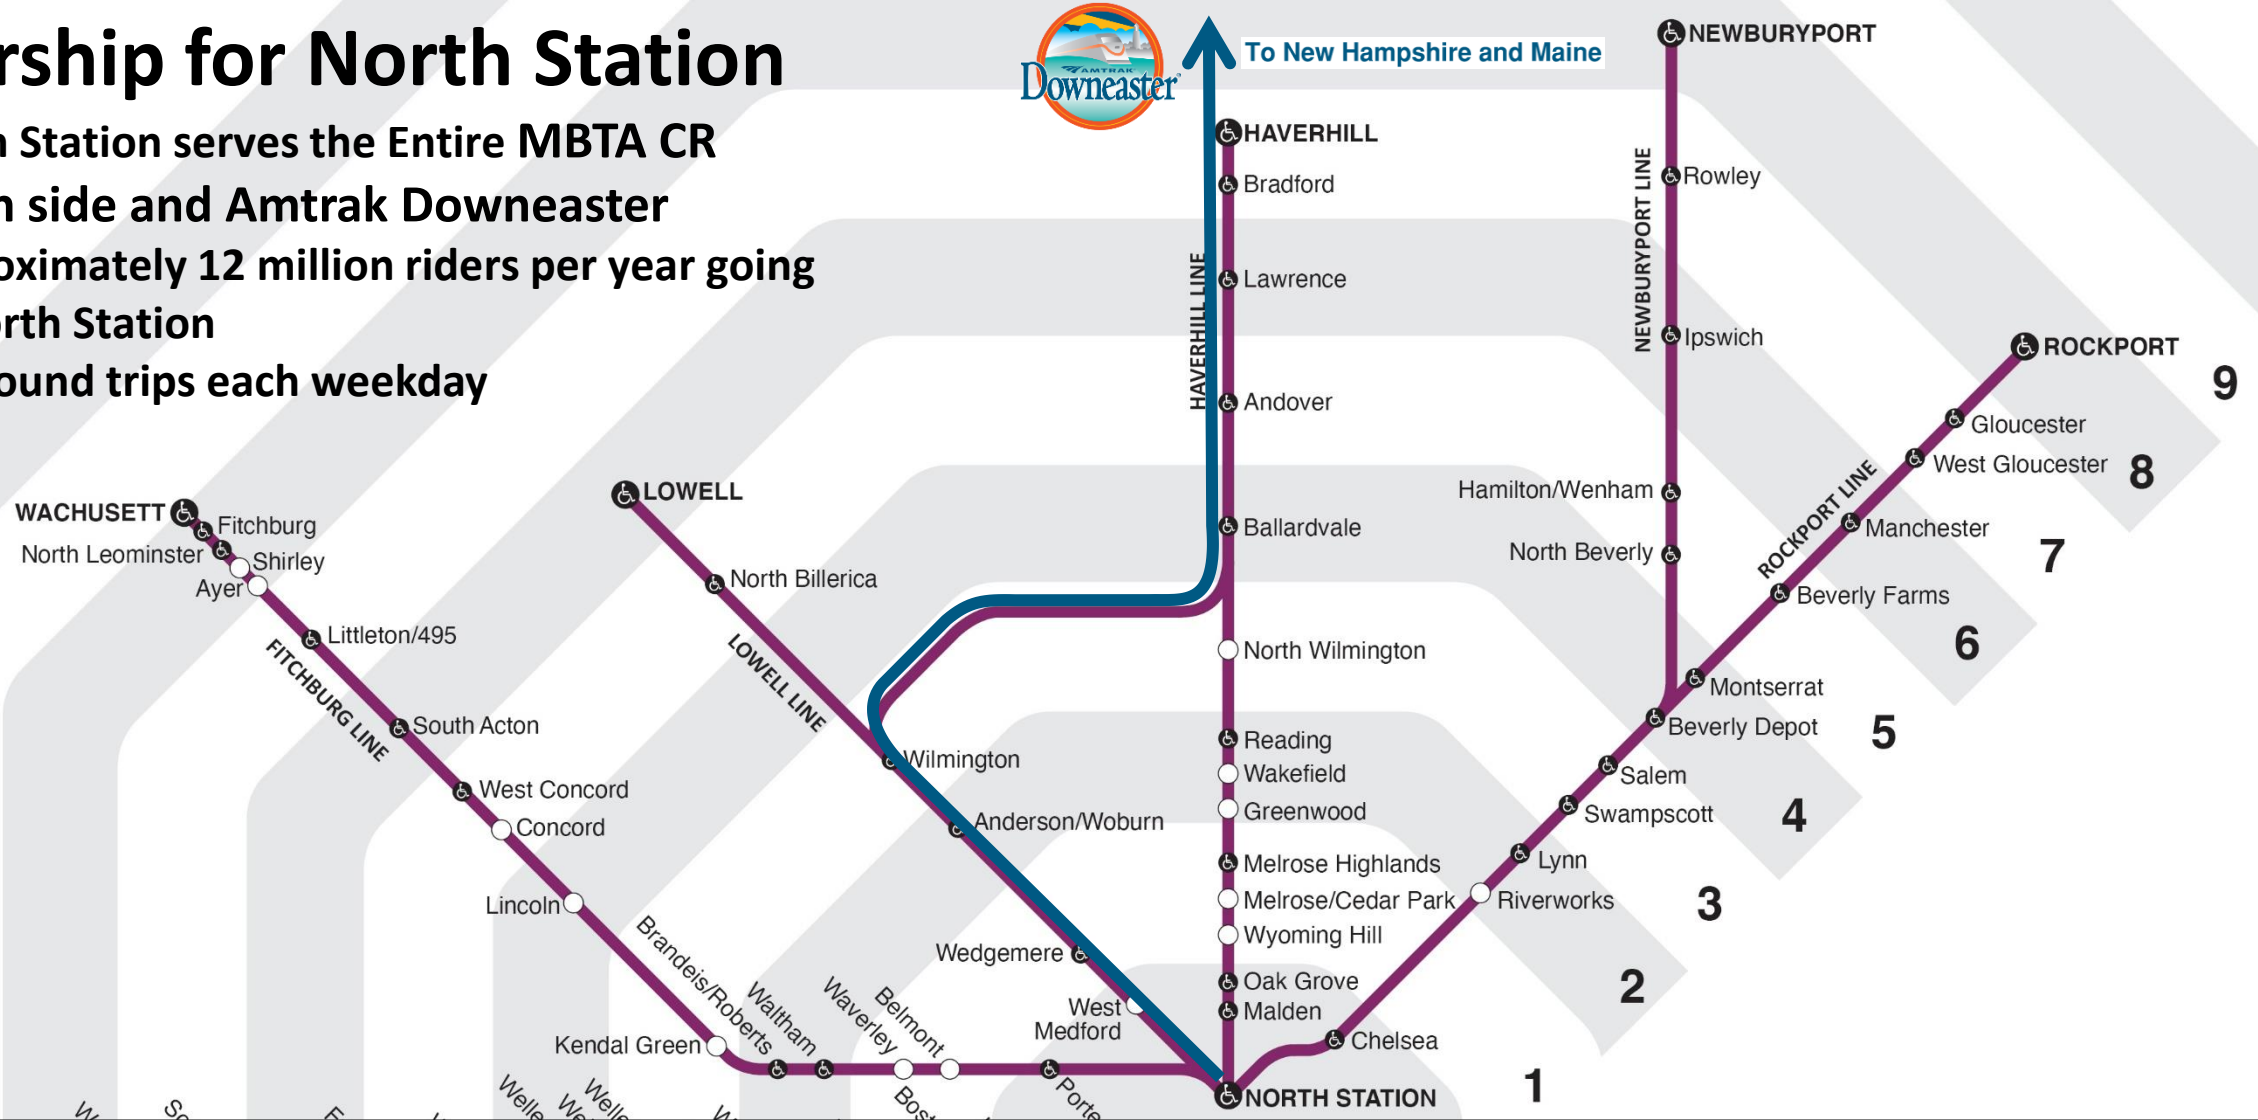 rship for North Station
n Station serves the Entire MBTA CR
n side and Amtrak Downeaster
oximately 12 million riders per year going
orth Station
ound trips each weekday
AMTRAK
Downeaster
To New Hampshire and Maine
HAVERHILL
Bradford
Lawrence
HAVERHILL LINE
Andover
Ballardvale
North Wilmington
Reading
Wakefield
Greenwood
Melrose Highlands
Melrose/Cedar Park
Wyoming Hill
Oak Grove
Malden
NORTH STATION
NEWBURYPORT
Rowley
NEWBURYPORT LINE
Ipswich
Hamilton/Wenham
North Beverly
ROCKPORT
Gloucester
West Gloucester
ROCKPORT LINE
Manchester
Beverly Farms
Montserrat
Beverly Depot
Salem
Swampscott
Lynn
Riverworks
Chelsea
9
8
7
6
5
4
3
2
1
LOWELL
North Billerica
LOWELL LINE
Wilmington
Anderson/Woburn
Wedgemere
West
Medford
WACHUSETT
Fitchburg
North Leominster
Shirley
Ayer
Littleton/495
FITCHBURG LINE
South Acton
West Concord
Concord
Lincoln
Kendal Green
Brandeis/Roberts
Waltham
Waverley
Belmont
Porte
Welle
Welle
Bost